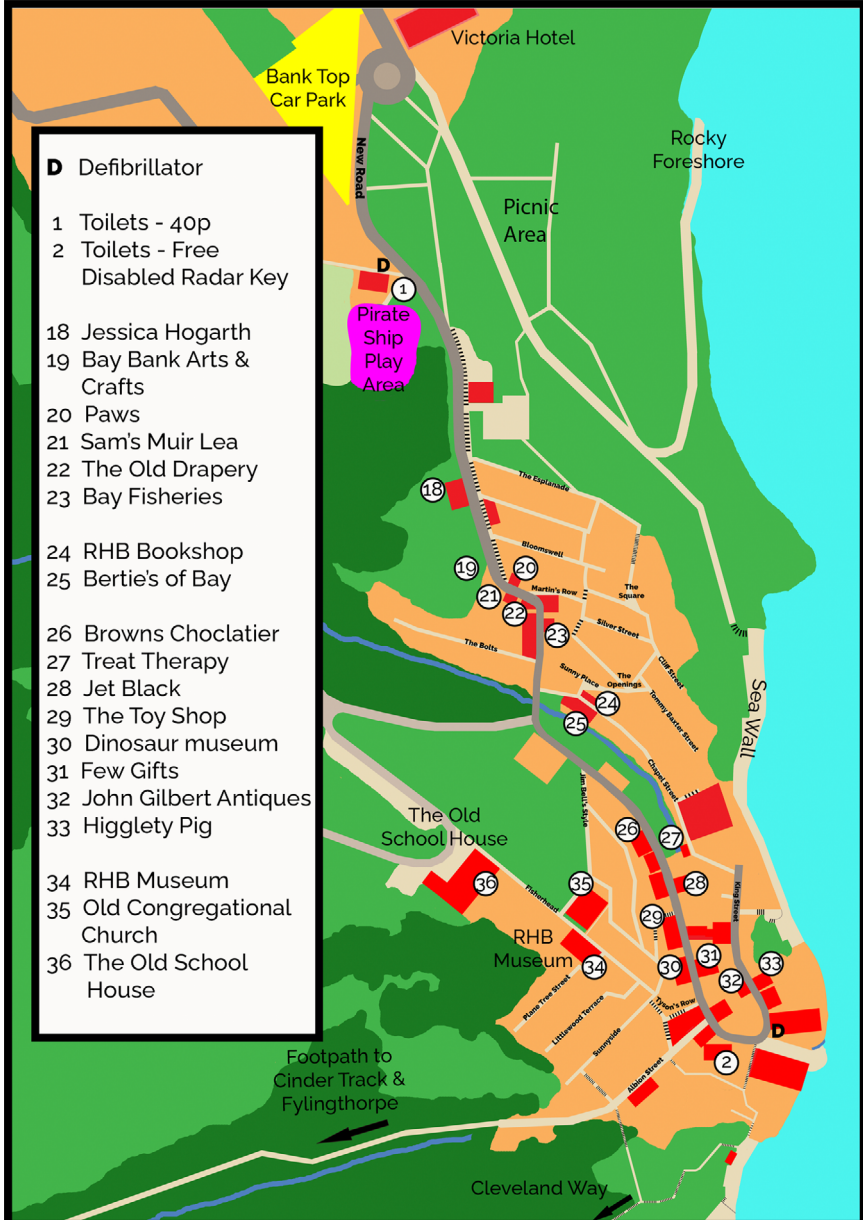 Victoria Hotel
Bank Top
Car Park
New Road
Rocky
Foreshore
Picnic
Area
D Defibrillator
1 Toilets - 40p
2 Toilets - Free
Disabled Radar Key
18 Jessica Hogarth
19 Bay Bank Arts &
Crafts
20 Paws
21 Sam's Muir Lea
22 The Old Drapery
23 Bay Fisheries
24 RHB Bookshop
25 Bertie's of Bay
26 Browns Choclatier
27 Treat Therapy
28 Jet Black
29 The Toy Shop
30 Dinosaur museum
31 Few Gifts
32 John Gilbert Antiques
33 Higglety Pig
34 RHB Museum
35 Old Congregational
Church
36 The Old School
House
D
1
Pirate
Ship
Play
Area
The Esplanade
18
Bloomswell
19
20
Martin's Row
The
Square
21
22
23
Silver Street
The Bolts
Cliff Street
Sunny Place
The
Openings
24
25
Tommy Baxter Street
Sea Wall
Chapel Street
Jim Bell's Style
The Old
School House
26
27
36
35
28
Fisherhead
King Street
29
RHB
Museum
34
30
31
32
33
Plane Tree Street
Littlewood Terrace
Tyson's Row
Sunnyside
D
2
Albion Street
Footpath to
Cinder Track &
Fylingthorpe
Cleveland Way